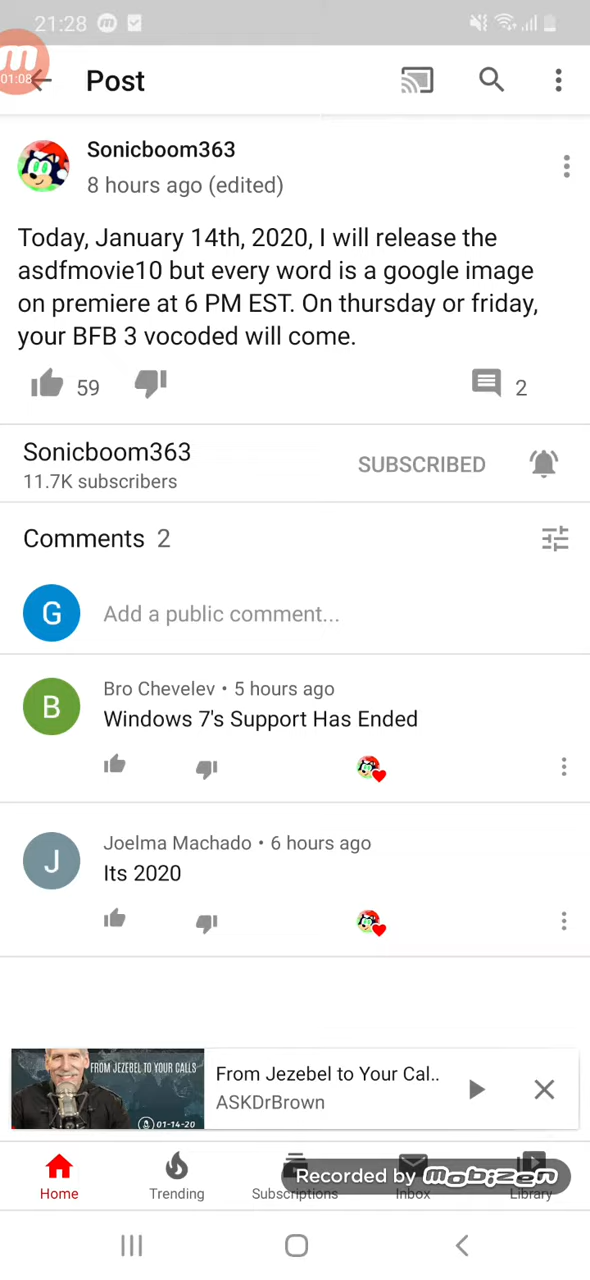 21:28
01:08
Post
Sonicboom363
8 hours ago (edited)
Today, January 14th, 2020, I will release the
asdfmovie10 but every word is a google image
on premiere at 6 PM EST. On thursday or friday,
your BFB 3 vocoded will come.
59
2
Sonicboom363
11.7K subscribers
SUBSCRIBED
Comments 2
G
Add a public comment...
B
Bro Chevelev • 5 hours ago
Windows 7's Support Has Ended
J
Joelma Machado • 6 hours ago
Its 2020
FROM JEZEBEL TO YOUR CALLS
01-14-20
From Jezebel to Your Cal..
ASKDrBrown
Recorded by mobizen
Home
Trending
Subscriptions
Inbox
Library